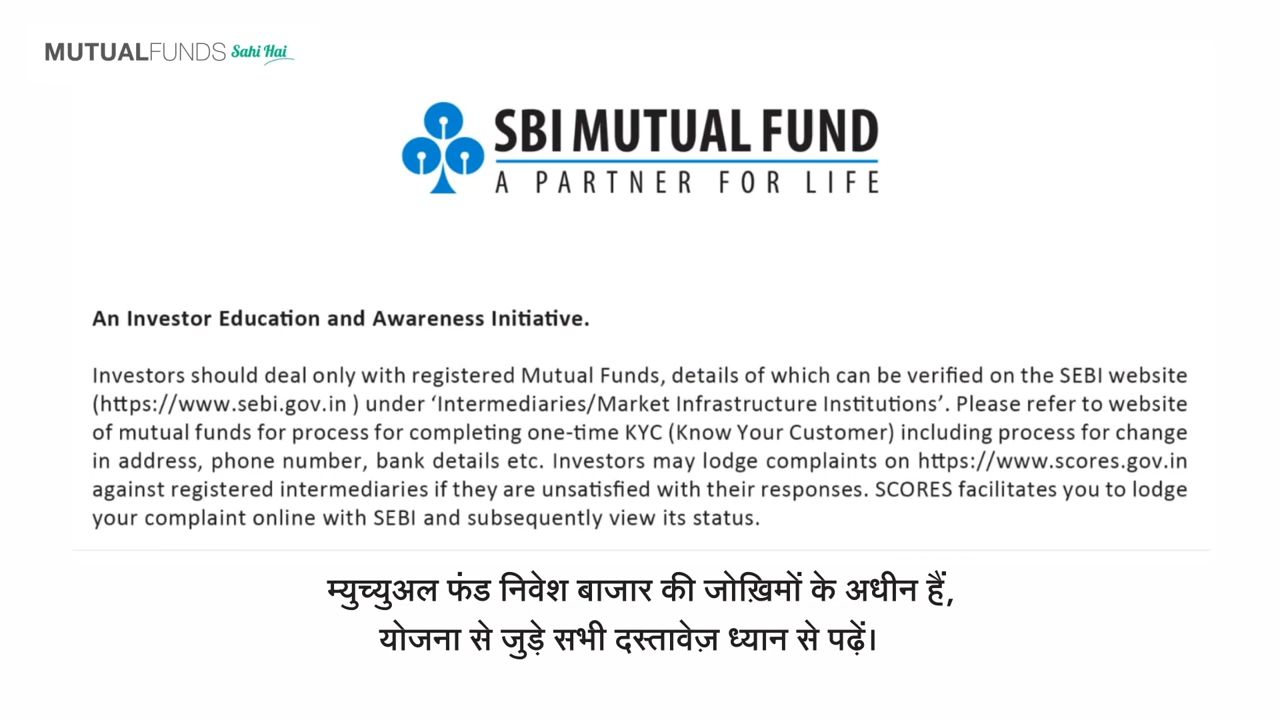 MUTUALFUNDS Sahi Hai
SBI MUTUAL FUND
A PARTNER FOR LIFE
An Investor Education and Awareness Initiative.
Investors should deal only with registered Mutual Funds, details of which can be verified on the SEBI website
(https://www.sebi.gov.in ) under ‘Intermediaries/Market Infrastructure Institutions’. Please refer to website
of mutual funds for process for completing one-time KYC (Know Your Customer) including process for change
in address, phone number, bank details etc. Investors may lodge complaints on https://www.scores.gov.in
against registered intermediaries if they are unsatisfied with their responses. SCORES facilitates you to lodge
your complaint online with SEBI and subsequently view its status.
म्युच्युअल फंड निवेश बाजार की जोख़िमों के अधीन हैं,
योजना से जुड़े सभी दस्तावेज़ ध्यान से पढ़ें।